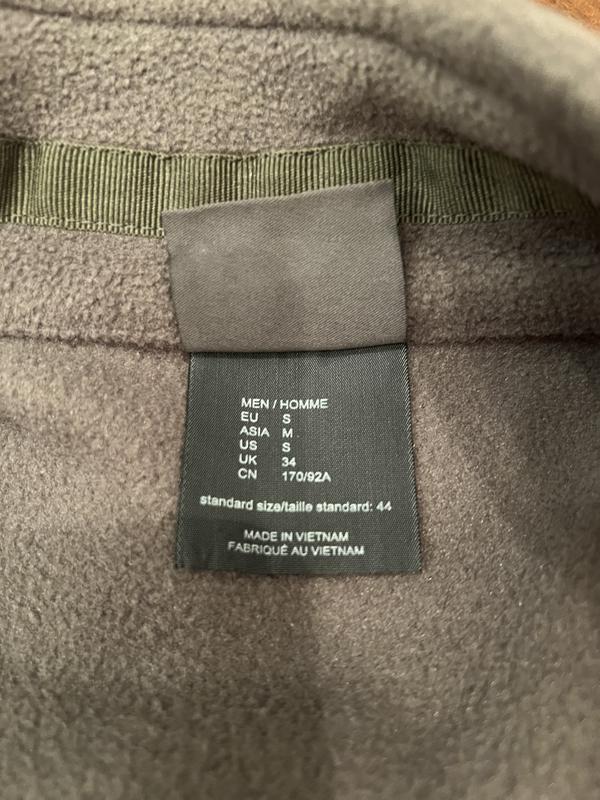 MEN / HOMME
EU S
ASIA M
US S
UK 34
CN 170/92A
standard size/taille standard: 44
MADE IN VIETNAM
FABRIQUÉ AU VIETNAM